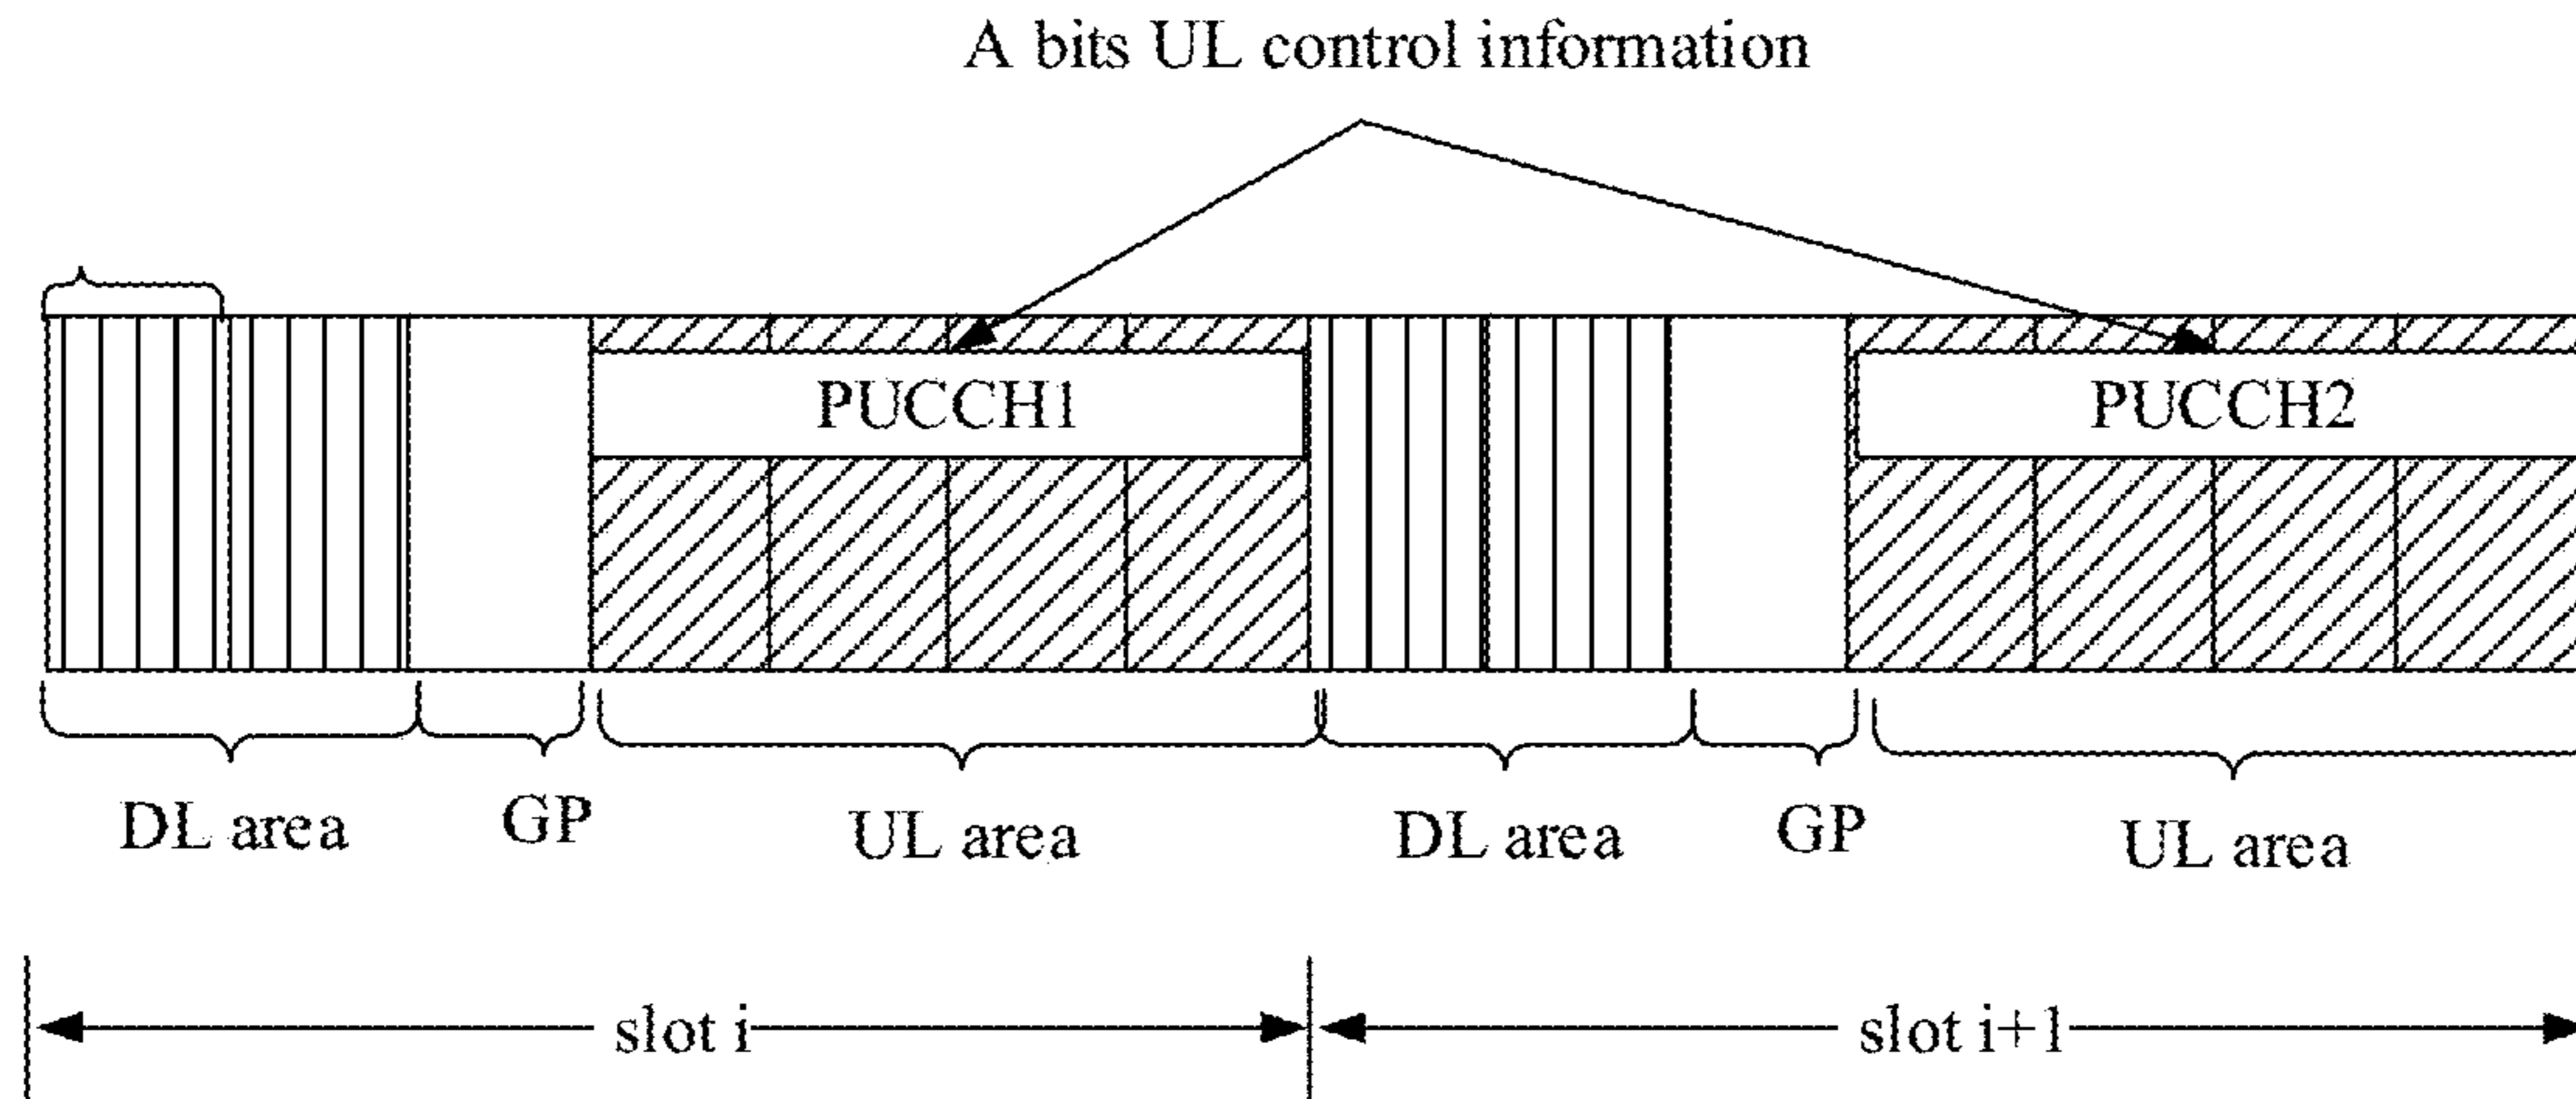 A bits UL control information
PUCCH1
PUCCH2
DL area
GP
UL area
DL area
GP
UL area
slot i
slot i+1